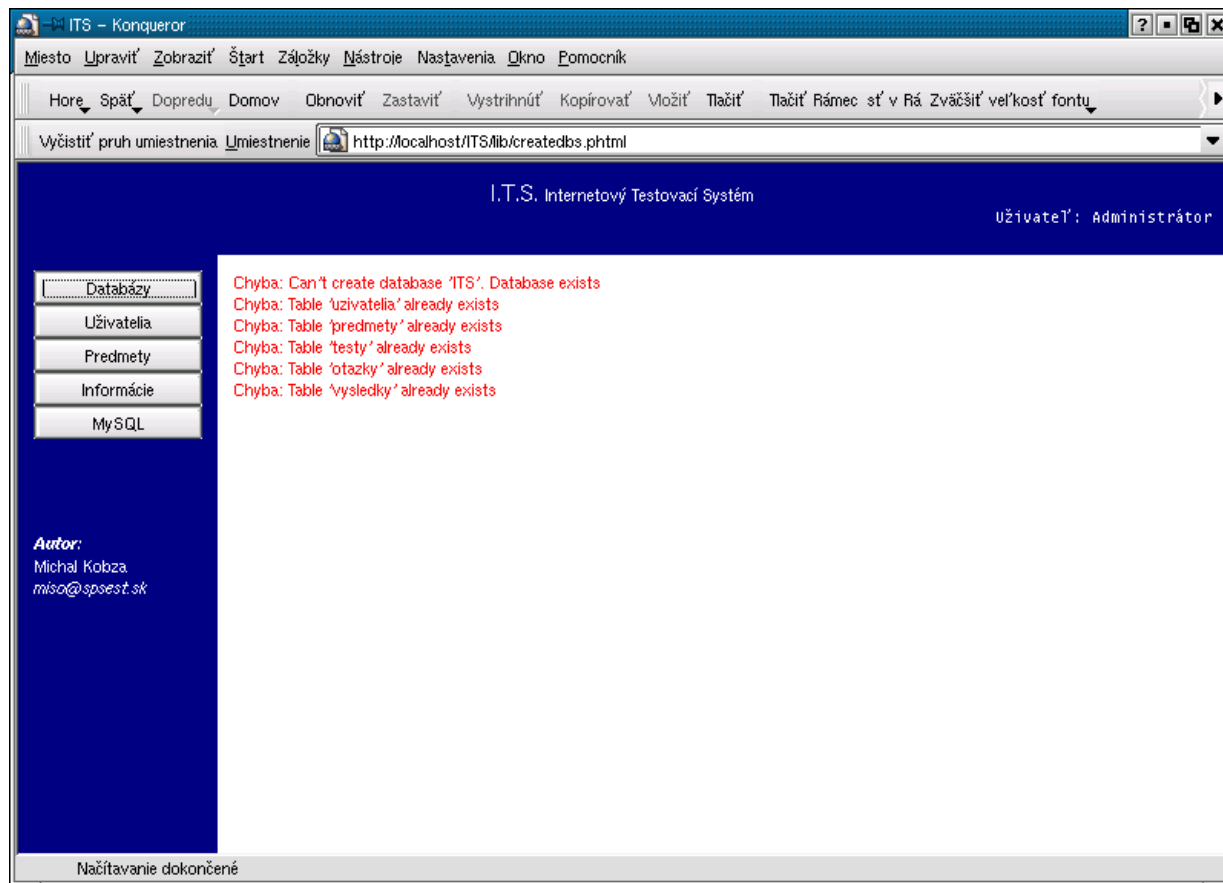 ITS – Konqueror
Miesto Upraviť Zobraziť Štart Záložky Nástroje Nastavenia Okno Pomocník
Hore Späť Dopredu Domov Obnoviť Zastaviť Vystrihnúť Kopírovať Vložiť Tlačiť Tlačiť Rámec sť v Rá Zväčšiť veľkosť fontu
Vyčistiť pruh umiestnenia Umiestnenie http://localhost/ITS/lib/createdbs.phtml
I.T.S. Internetový Testovací Systém
Užívateľ: Administrátor
Databázy
Chyba: Can't create database 'ITS'. Database exists
Chyba: Table 'uzivatelia' already exists
Užívatelia
Chyba: Table 'predmety' already exists
Predmety
Chyba: Table 'testy' already exists
Chyba: Table 'otazky' already exists
Informácie
Chyba: Table 'vysledky' already exists
MySQL
Autor:
Michal Kobza
miso@spsest.sk
Načítavanie dokončené